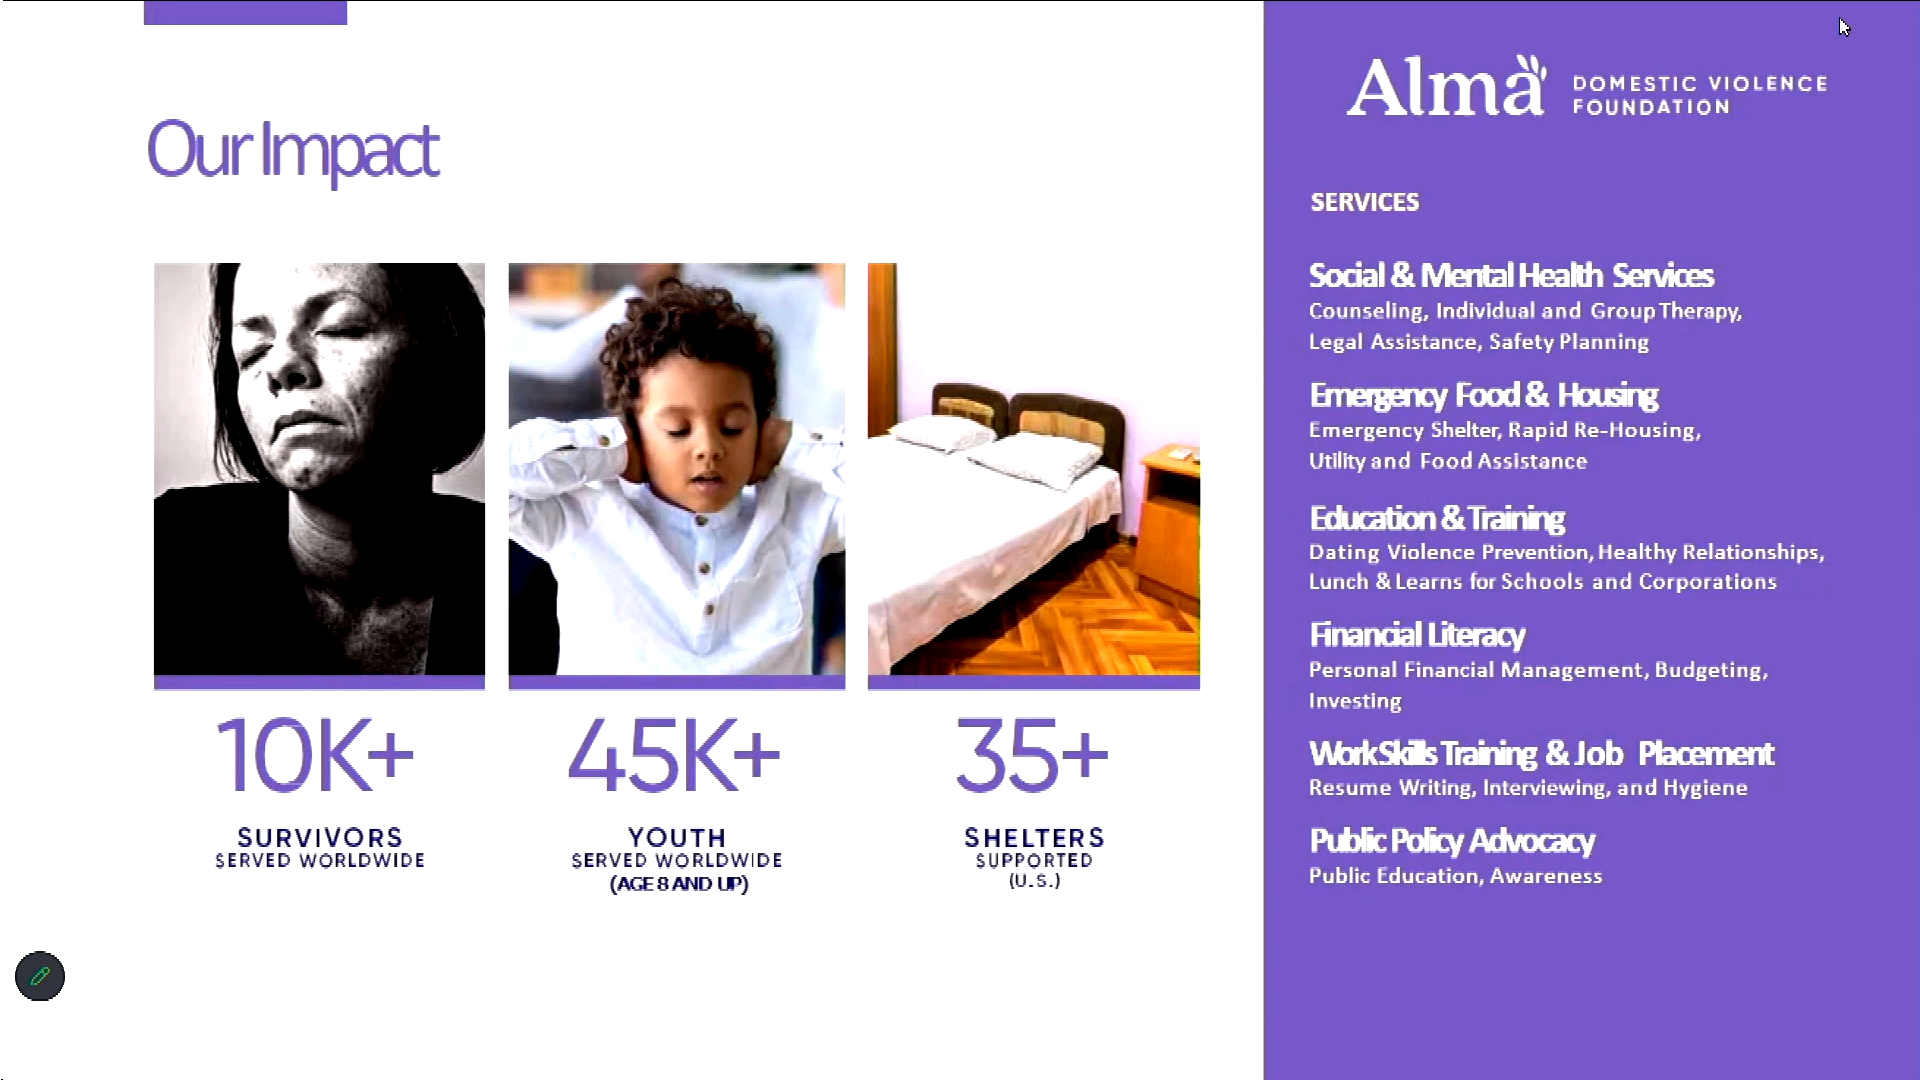 Our Impact
10K+
SURVIVORS
SERVED WORLDWIDE
45K+
YOUTH
SERVED WORLDWIDE
(AGE 8 AND UP)
35+
SHELTERS
SUPPORTED
(U.S.)
Alma DOMESTIC VIOLENCE
FOUNDATION
SERVICES
Social & Mental Health Services
Counseling, Individual and Group Therapy,
Legal Assistance, Safety Planning
Emergency Food & Housing
Emergency Shelter, Rapid Re-Housing,
Utility and Food Assistance
Education & Training
Dating Violence Prevention, Healthy Relationships,
Lunch & Learns for Schools and Corporations
Financial Literacy
Personal Financial Management, Budgeting,
Investing
Work Skills Training & Job Placement
Resume Writing, Interviewing, and Hygiene
Public Policy Advocacy
Public Education, Awareness